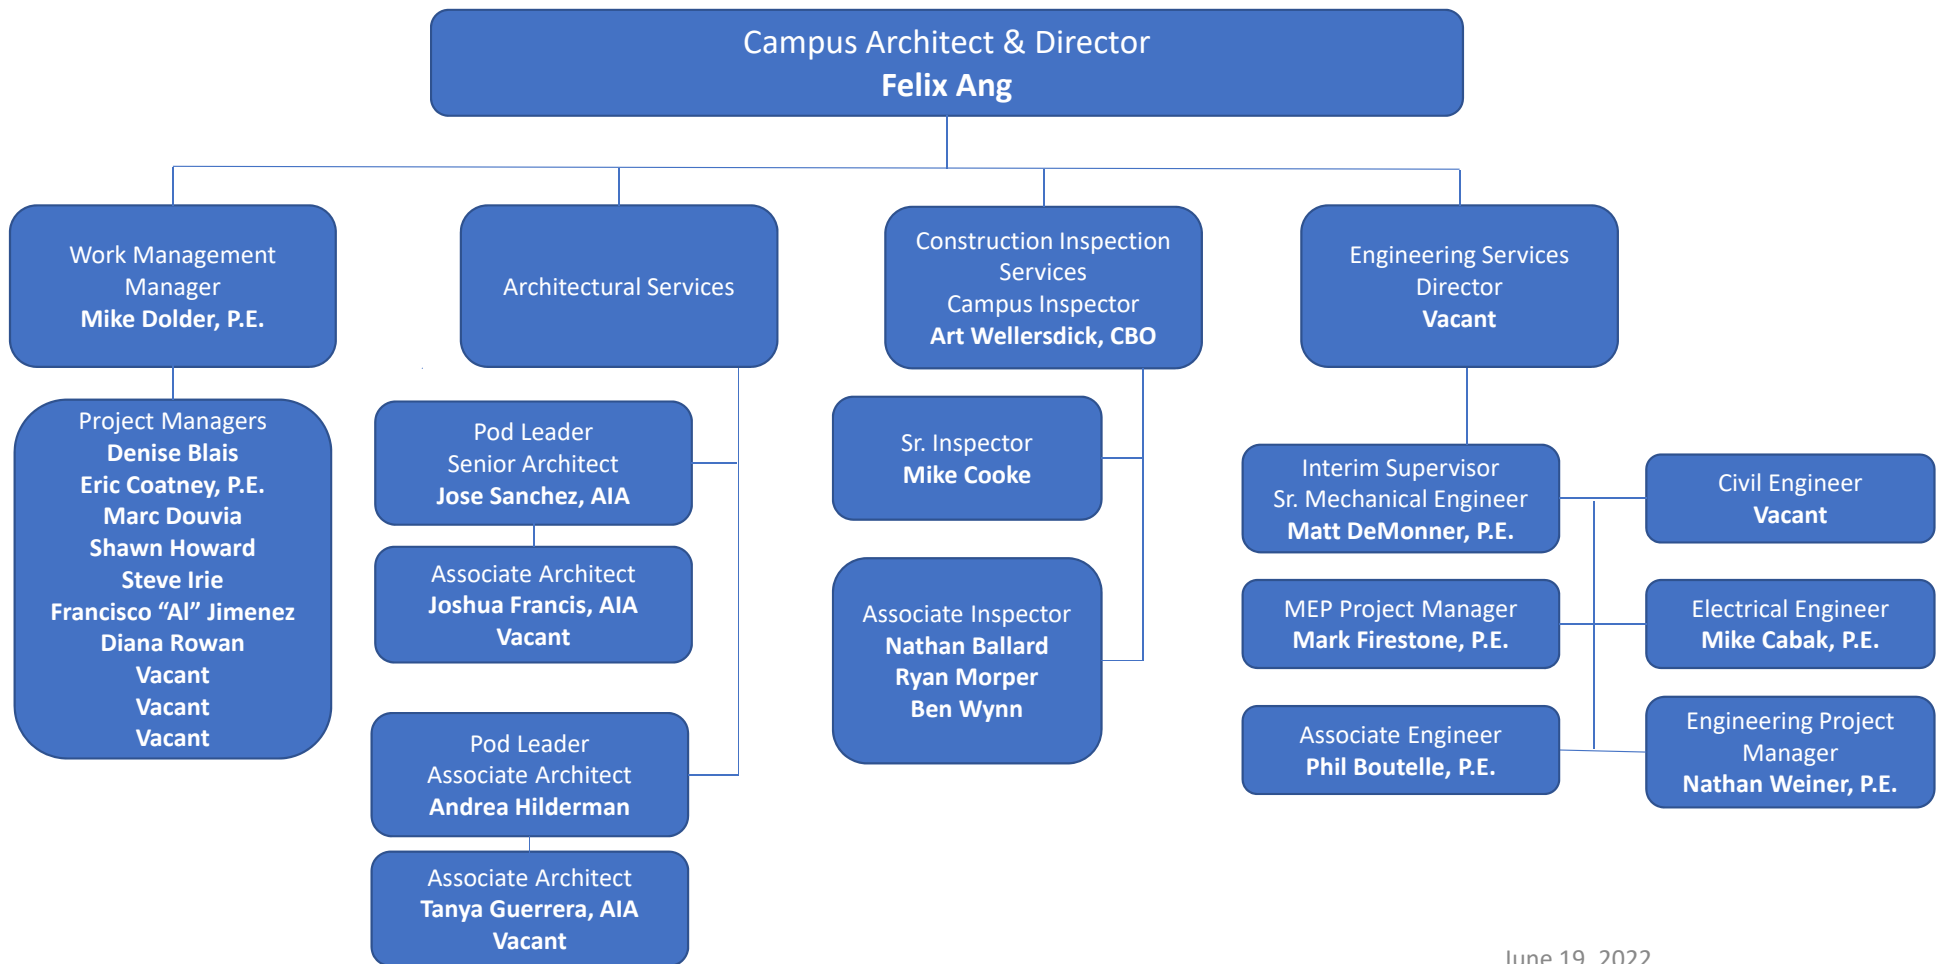 Campus Architect & Director
Felix Ang
Work Management
Manager
Mike Dolder, P.E.
Architectural Services
Construction Inspection
Services
Campus Inspector
Art Wellersdick, CBO
Engineering Services
Director
Vacant
Project Managers
Denise Blais
Eric Coatney, P.E.
Marc Douvia
Shawn Howard
Steve Irie
Francisco “Al” Jimenez
Diana Rowan
Vacant
Vacant
Vacant
Pod Leader
Senior Architect
Jose Sanchez, AIA
Associate Architect
Joshua Francis, AIA
Vacant
Pod Leader
Associate Architect
Andrea Hilderman
Associate Architect
Tanya Guerrera, AIA
Vacant
Sr. Inspector
Mike Cooke
Associate Inspector
Nathan Ballard
Ryan Morper
Ben Wynn
Interim Supervisor
Sr. Mechanical Engineer
Matt DeMonner, P.E.
Civil Engineer
Vacant
MEP Project Manager
Mark Firestone, P.E.
Electrical Engineer
Mike Cabak, P.E.
Associate Engineer
Phil Boutelle, P.E.
Engineering Project
Manager
Nathan Weiner, P.E.
June 19, 2022